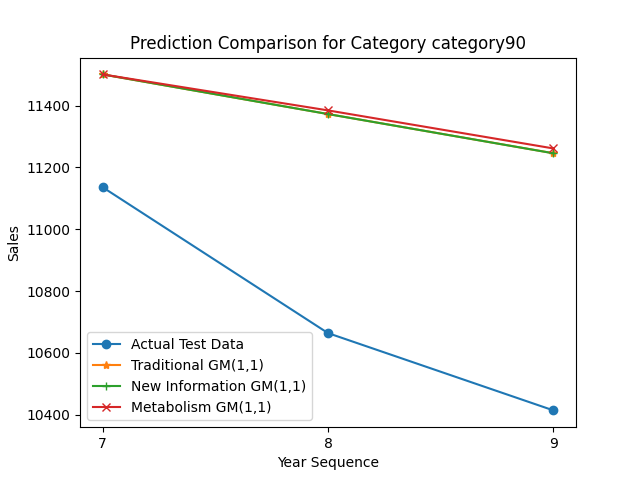 Prediction Comparison for Category category90
Sales
11400
11200
11000
10800
10600
10400
Actual Test Data
Traditional GM(1,1)
New Information GM(1,1)
Metabolism GM(1,1)
7
8
9
Year Sequence